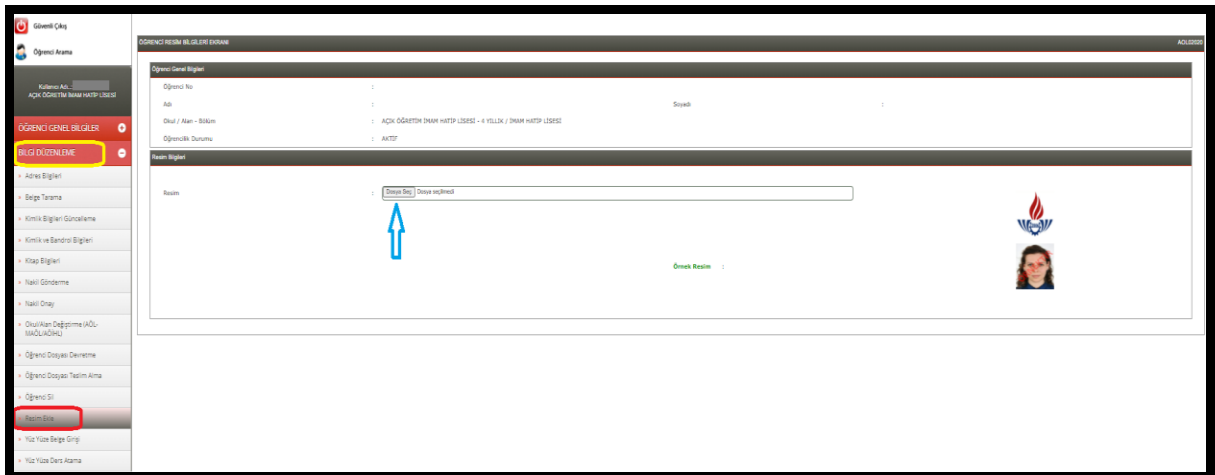 Güvenli Çıkış
Öğrenci Arama
Kullanıcı Adı...
AÇIK ÖĞRETİM İMAM HATİP LİSESİ
ÖĞRENCİ GENEL BİLGİLER
BİLGİ DÜZENLEME
Adres Bilgileri
Belge Tarama
Kimlik Bilgileri Güncelleme
Kimlik ve Bandrol Bilgileri
Kitap Bilgileri
Nakil Gönderme
Nakil Onay
Okul/Alan Değiştirme (AÖL-
MAÖL/AÖİHL)
Öğrenci Dosyası Devretme
Öğrenci Dosyası Teslim Alma
Öğrenci Sil
Resim Ekle
Yüz Yüze Belge Girişi
Yüz Yüze Ders Atama
ÖĞRENCİ RESİM BİLGİLERİ EKRANI AOL02020
Öğrenci Genel Bilgileri
Öğrenci No :
Adı : Soyadı :
Okul / Alan - Bölüm : AÇIK ÖĞRETİM İMAM HATİP LİSESİ - 4 YILLIK / İMAM HATİP LİSESİ
Öğrencilik Durumu : AKTİF
Resim Bilgileri
Resim : Dosya Seç Dosya seçilmedi
Örnek Resim :